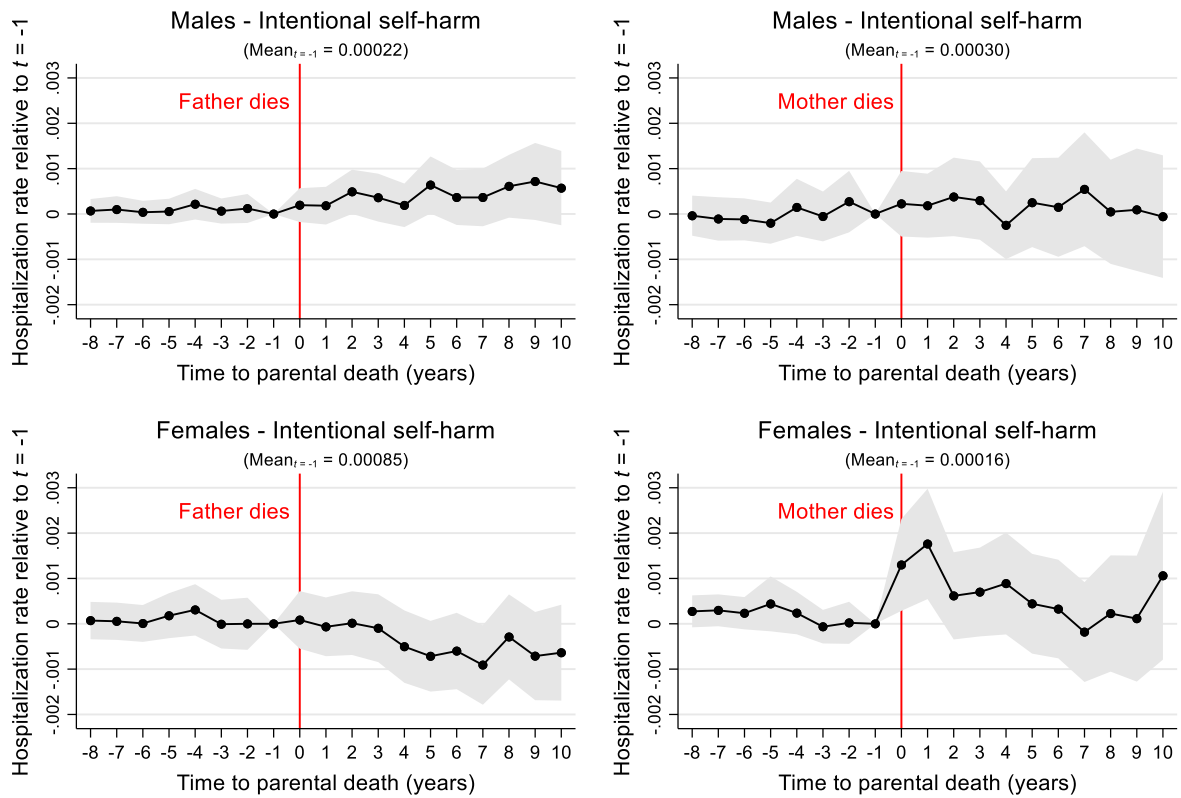 Males - Intentional self-harm
(Mean t = -1 = 0.00022)
Hospitalization rate relative to t = -1
.003
.002
.001
0
-.001
-.002
Father dies
-8 -7 -6 -5 -4 -3 -2 -1 0 1 2 3 4 5 6 7 8 9 10
Time to parental death (years)
Males - Intentional self-harm
(Mean t = -1 = 0.00030)
Hospitalization rate relative to t = -1
.003
.002
.001
0
-.001
-.002
Mother dies
-8 -7 -6 -5 -4 -3 -2 -1 0 1 2 3 4 5 6 7 8 9 10
Time to parental death (years)
Females - Intentional self-harm
(Mean t = -1 = 0.00085)
Hospitalization rate relative to t = -1
.003
.002
.001
0
-.001
-.002
Father dies
-8 -7 -6 -5 -4 -3 -2 -1 0 1 2 3 4 5 6 7 8 9 10
Time to parental death (years)
Females - Intentional self-harm
(Mean t = -1 = 0.00016)
Hospitalization rate relative to t = -1
.003
.002
.001
0
-.001
-.002
Mother dies
-8 -7 -6 -5 -4 -3 -2 -1 0 1 2 3 4 5 6 7 8 9 10
Time to parental death (years)